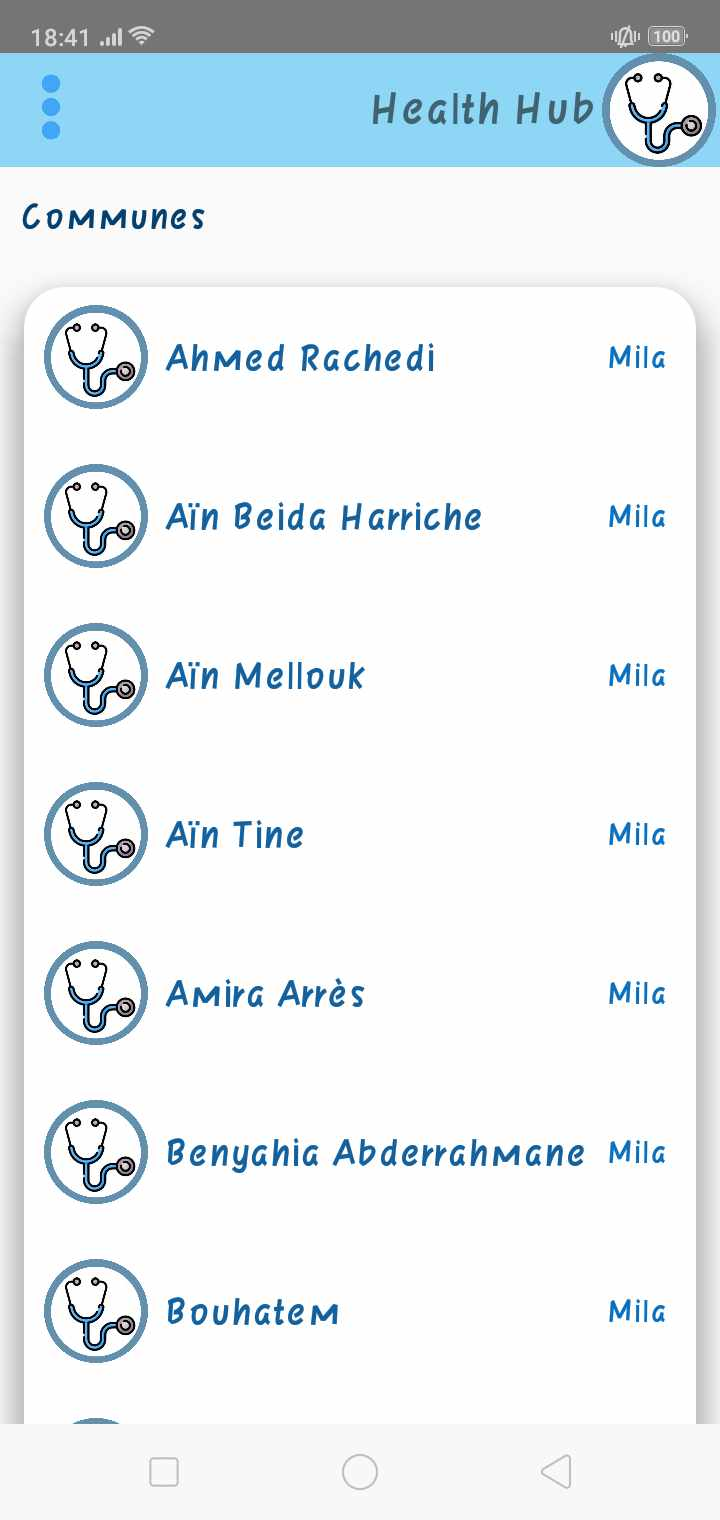 18:41 100
Health Hub
Communes
Ahmed Rachedi Mila
Aïn Beida Harriche Mila
Aïn Mellouk Mila
Aïn Tine Mila
Amira Arrès Mila
Benyahia Abderrahmane Mila
Bouhatem Mila